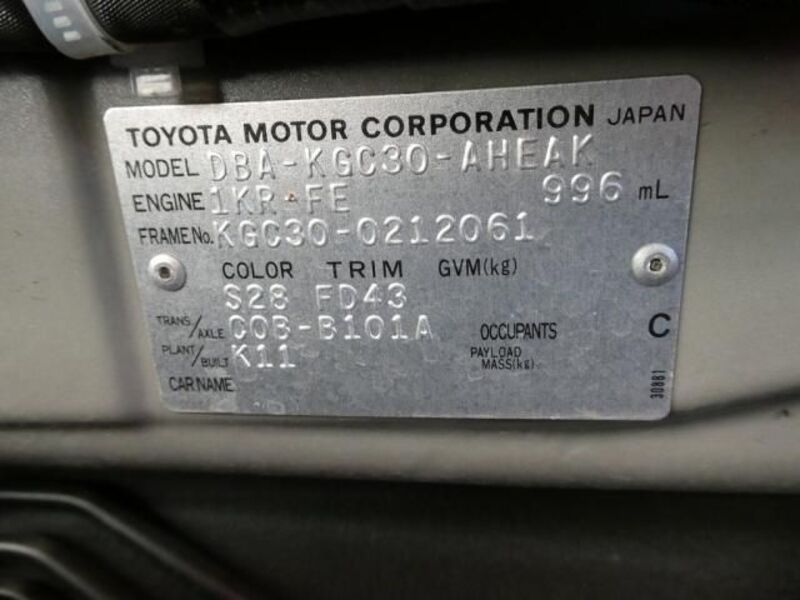 TOYOTA MOTOR CORPORATION JAPAN
MODEL DBA-KGC30-AHEAK
ENGINE 1KR-FE 996 mL
FRAME No. KGC30-0212061
COLOR TRIM GVM(kg)
S28 FD43
TRANS/AXLE C0B-B101A OCCUPANTS C
PLANT/BUILT K11 PAYLOAD MASS(kg)
CAR NAME
30881